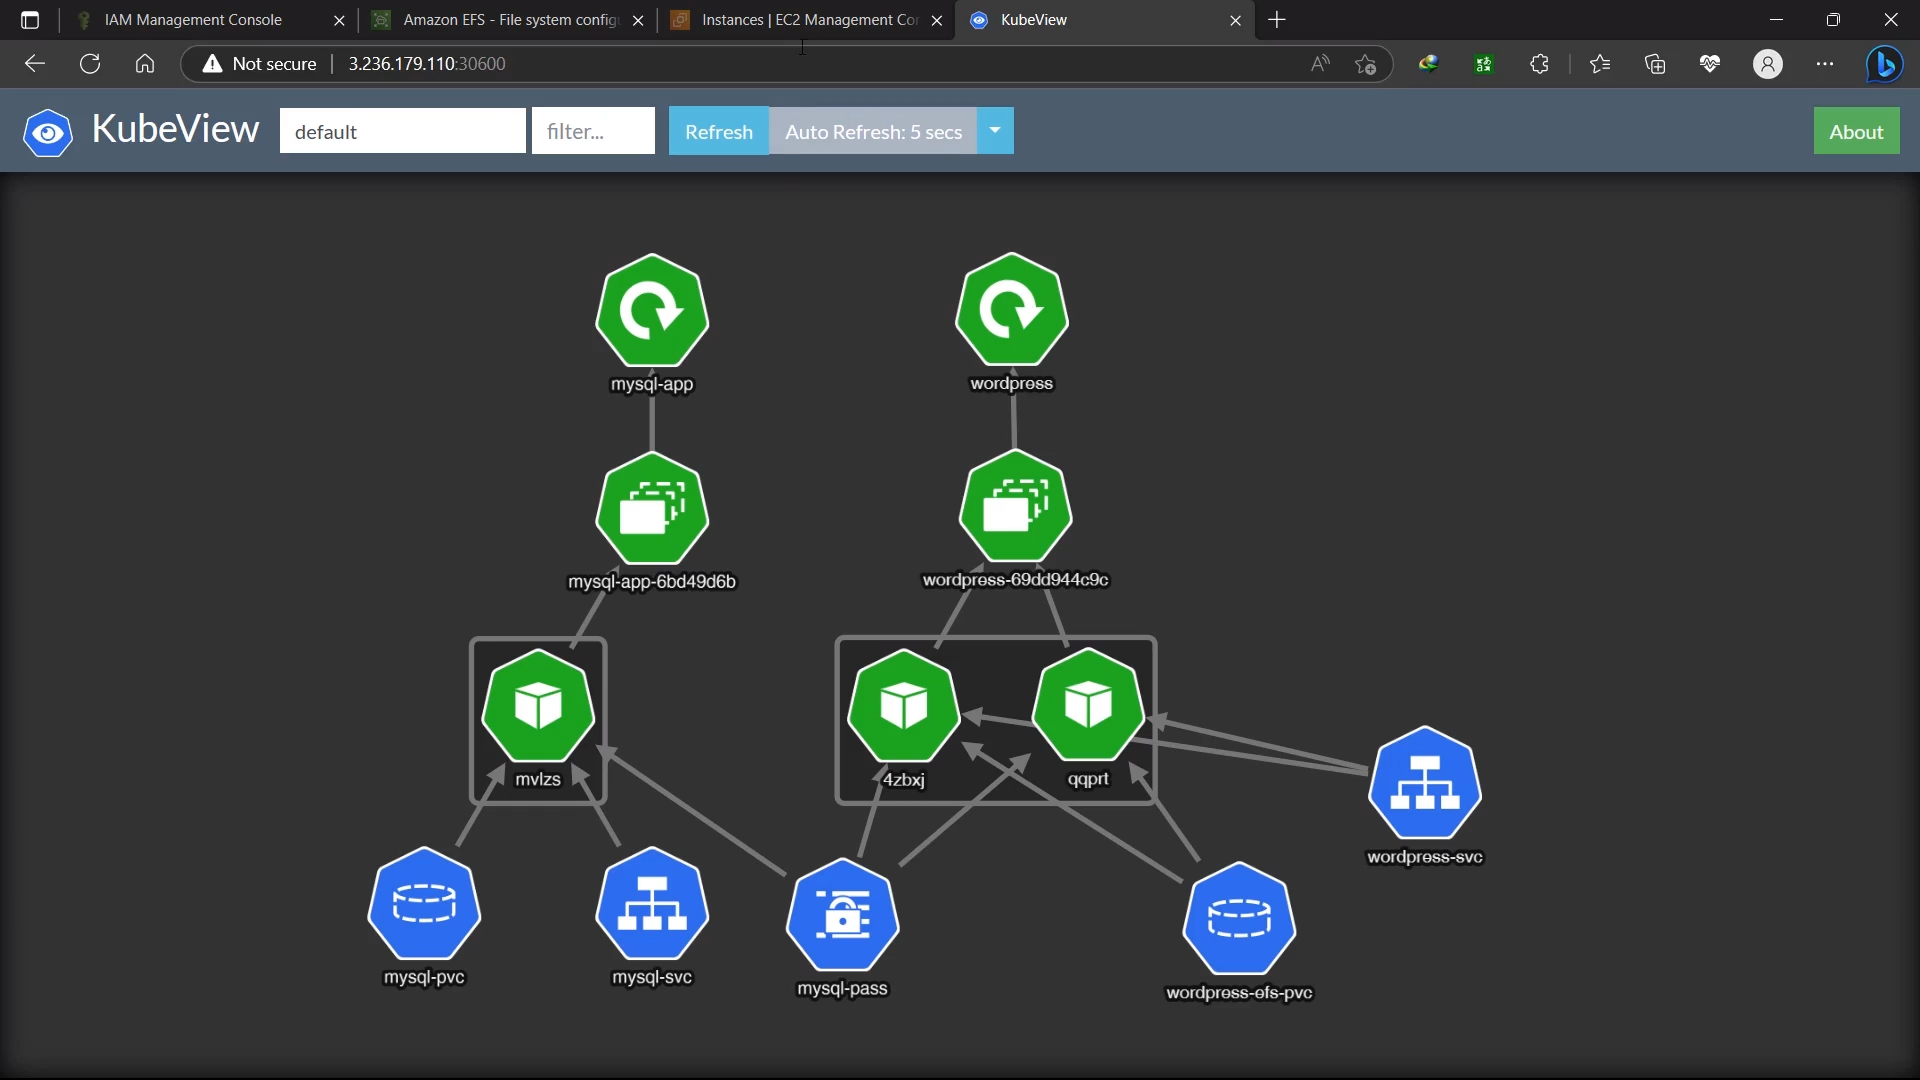 IAM Management Console
Amazon EFS - File system configu
Instances | EC2 Management Con
KubeView
Not secure
3.236.179.110:30600
KubeView
default
filter...
Refresh
Auto Refresh: 5 secs
About
mysql-app
wordpress
mysql-app-6bd49d6b
wordpress-69dd944c9c
mvlzs
4zbxj
qqprt
wordpress-svc
mysql-pvc
mysql-svc
mysql-pass
wordpress-efs-pvc